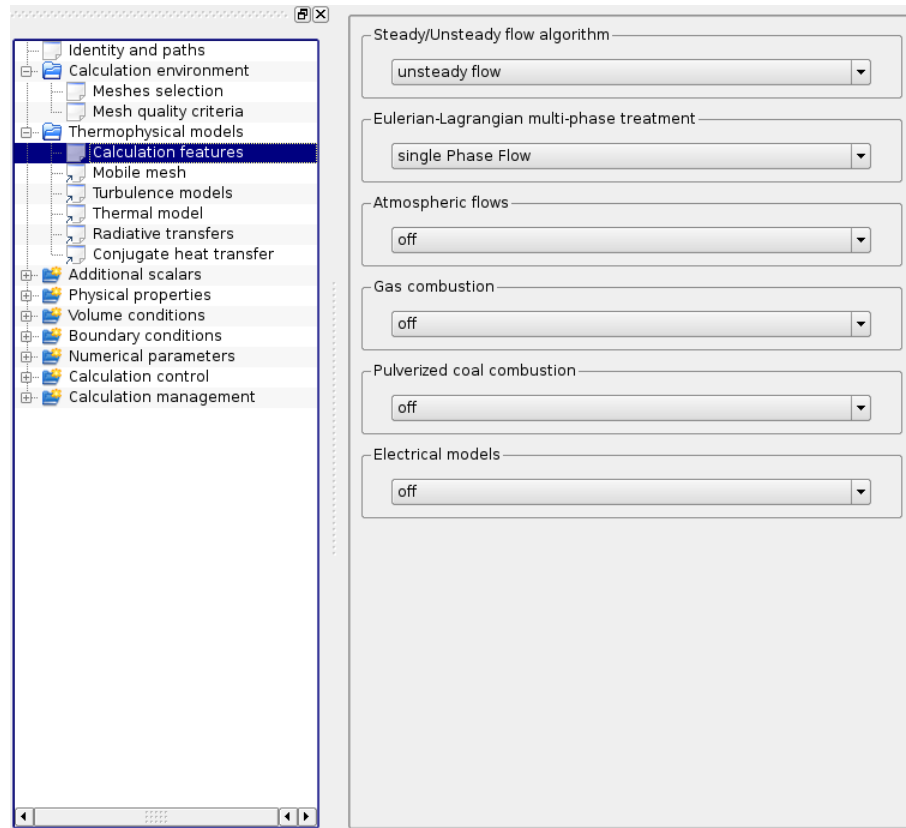 Identity and paths
Calculation environment
Meshes selection
Mesh quality criteria
Thermophysical models
Calculation features
Mobile mesh
Turbulence models
Thermal model
Radiative transfers
Conjugate heat transfer
Additional scalars
Physical properties
Volume conditions
Boundary conditions
Numerical parameters
Calculation control
Calculation management
Steady/Unsteady flow algorithm
unsteady flow
Eulerian-Lagrangian multi-phase treatment
single Phase Flow
Atmospheric flows
off
Gas combustion
off
Pulverized coal combustion
off
Electrical models
off